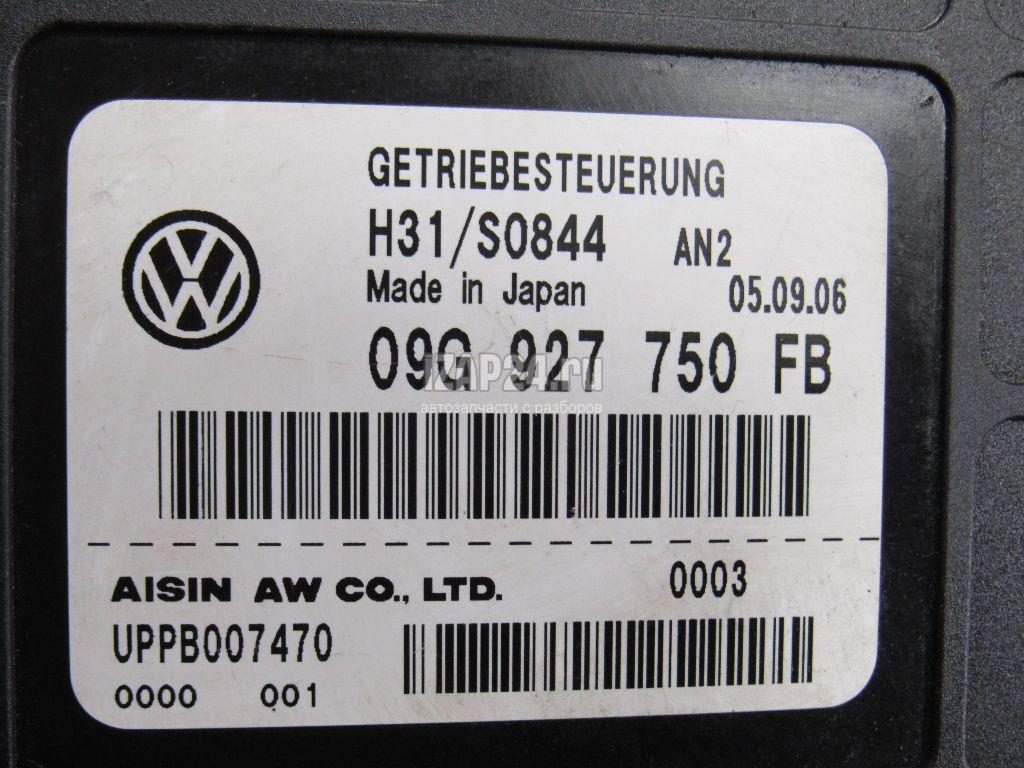 GETRIEBESTEUERUNG
H31/S0844 AN2
Made in Japan 05.09.06
09G 927 750 FB
JZAP24.ru
автозапчасти с разборов
AISIN AW CO., LTD. 0003
UPPB007470
0000 001